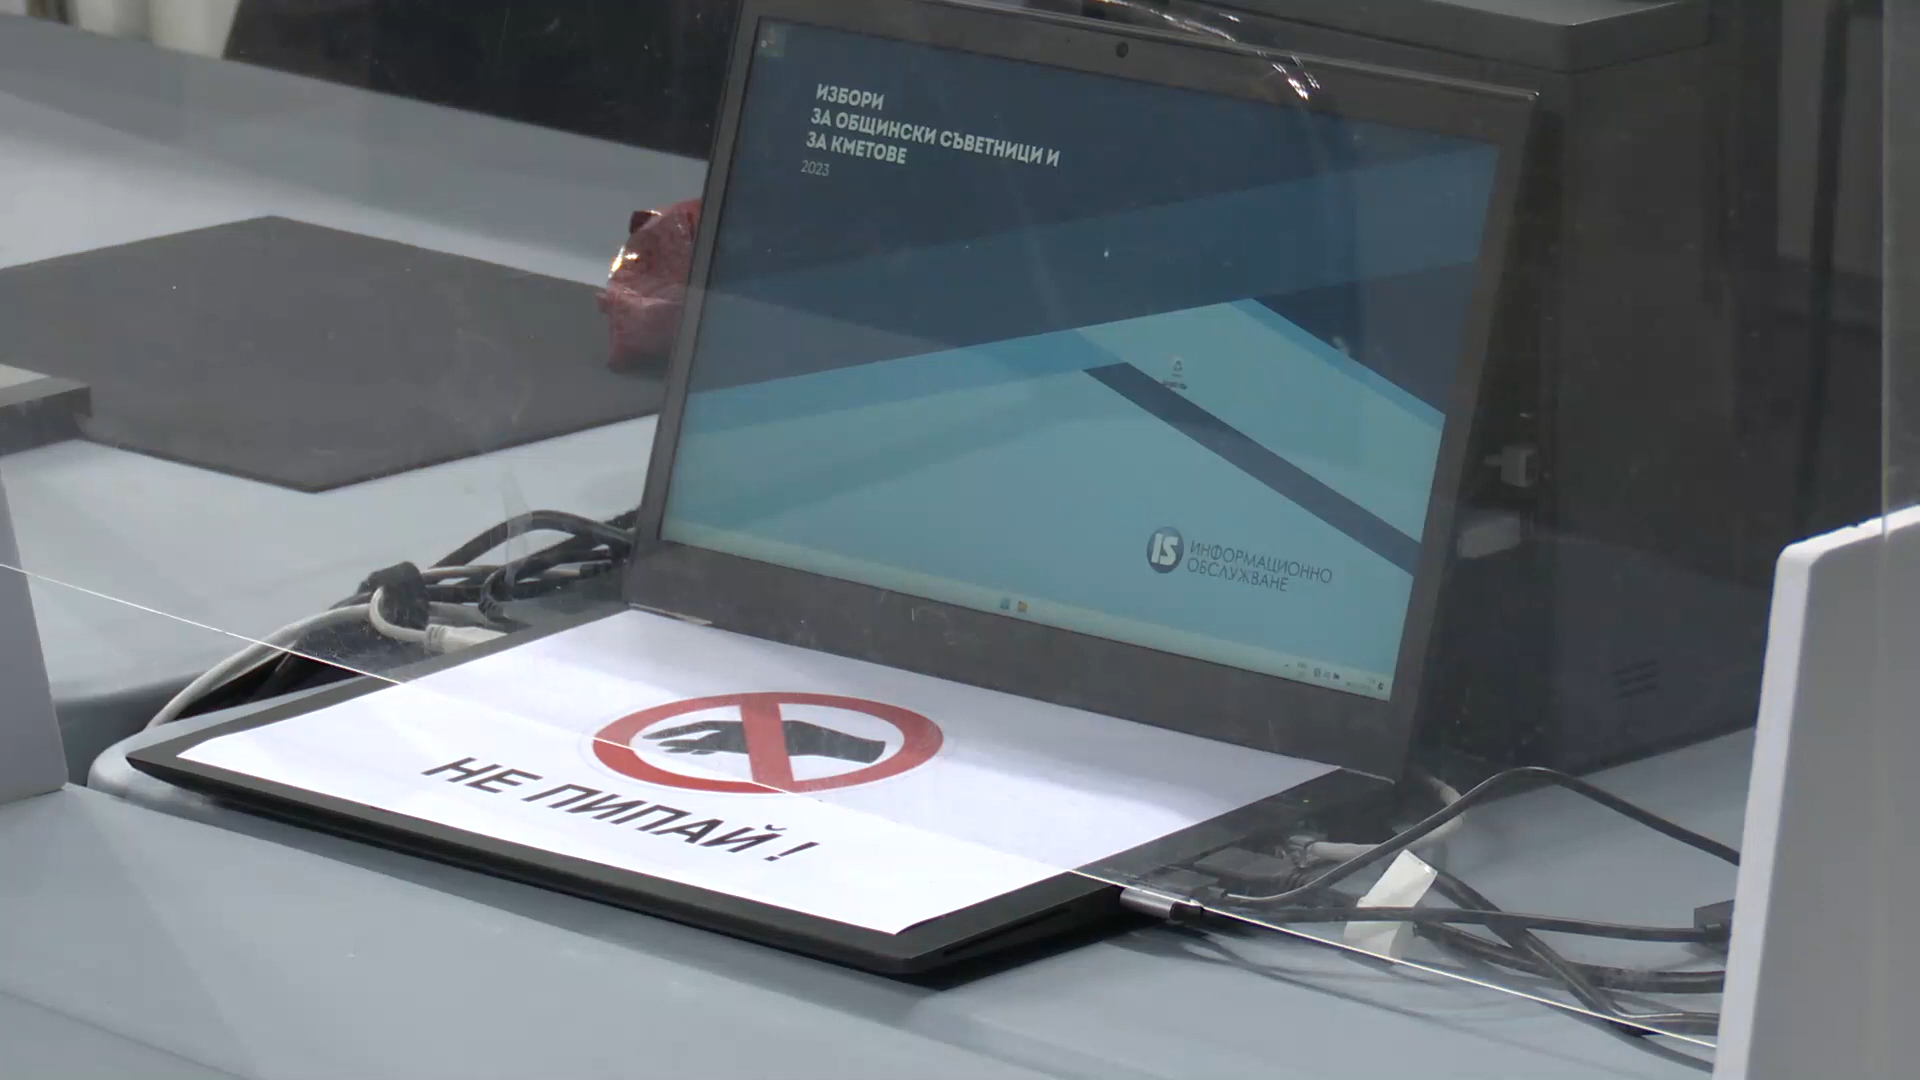 ИЗБОРИ
ЗА ОБЩИНСКИ СЪВЕТНИЦИ И
ЗА КМЕТОВЕ
2023
IS ИНФОРМАЦИОННО
ОБСЛУЖВАНЕ
НЕ ПИПАЙ!